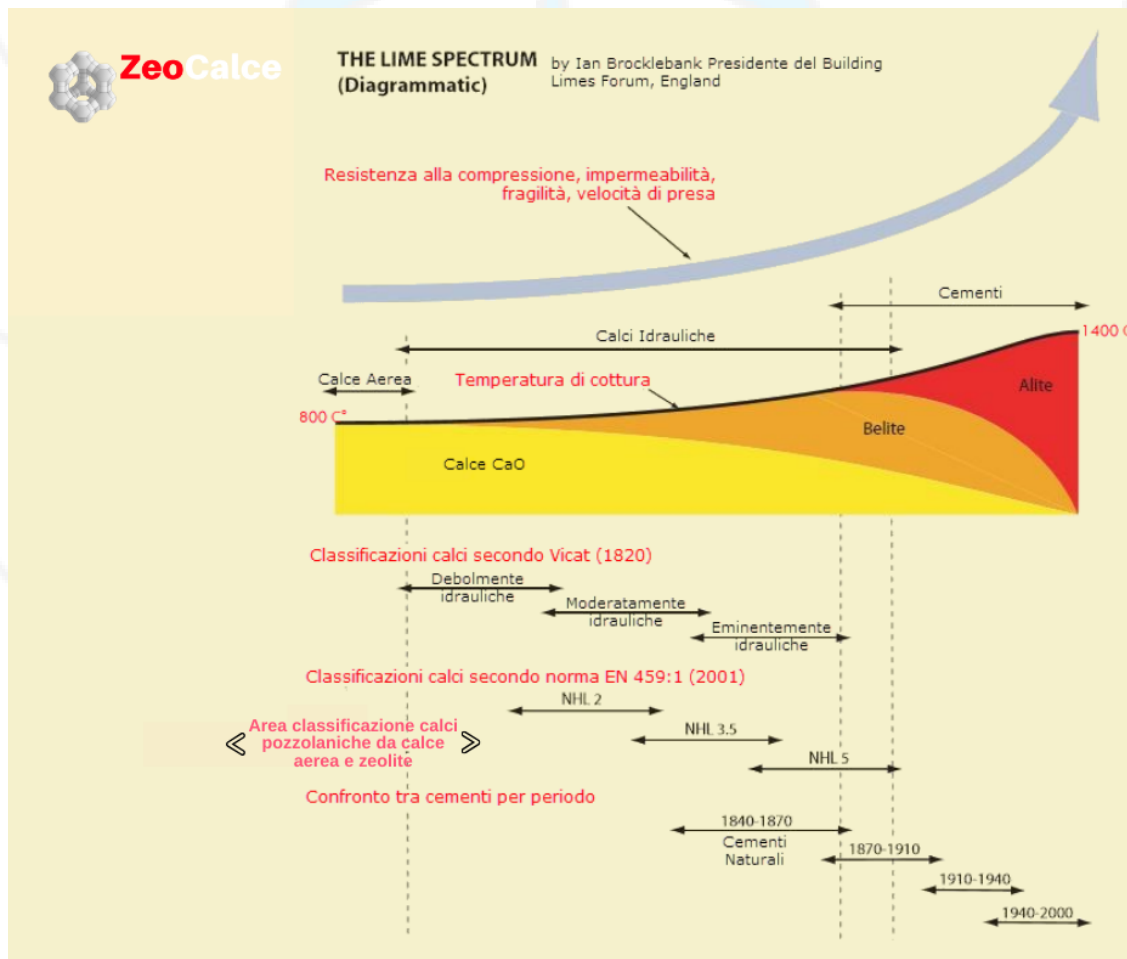 ZeoCalce
THE LIME SPECTRUM
(Diagrammatic)
by Ian Brocklebank Presidente del Building
Limes Forum, England
Resistenza alla compressione, impermeabilità,
fragilità, velocità di presa
Cementi
Calci Idrauliche
1400 C
Calce Aerea
Temperatura di cottura
Alite
800 C°
Belite
Calce CaO
Classificazioni calci secondo Vicat (1820)
Debolmente
idrauliche
Moderatamente
idrauliche
Eminentemente
idrauliche
Classificazioni calci secondo norma EN 459:1 (2001)
NHL 2
Area classificazione calci
pozzolaniche da calce
aerea e zeolite
NHL 3.5
NHL 5
Confronto tra cementi per periodo
1840-1870
Cementi
Naturali
1870-1910
1910-1940
1940-2000